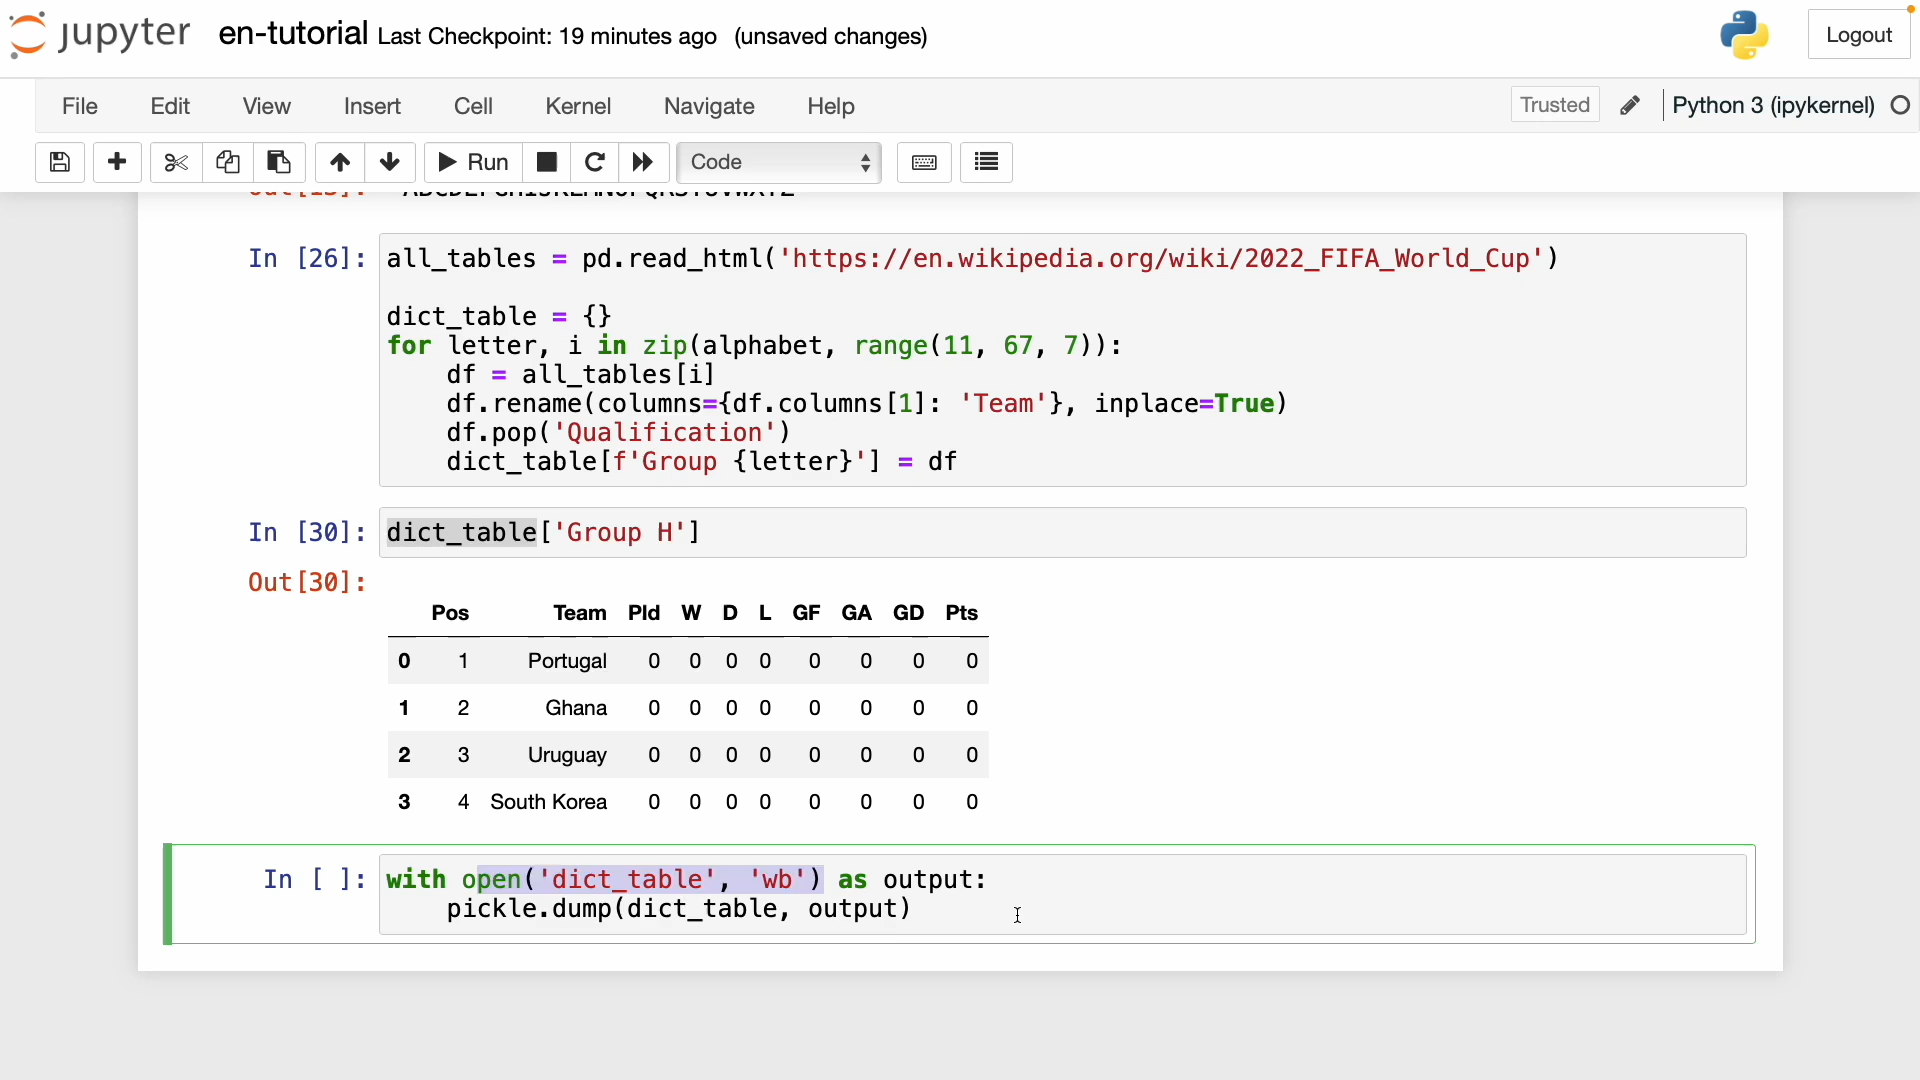 jupyter en-tutorial Last Checkpoint: 19 minutes ago (unsaved changes) Logout
File Edit View Insert Cell Kernel Navigate Help Trusted Python 3 (ipykernel)
Run Code
In [26]: all_tables = pd.read_html('https://en.wikipedia.org/wiki/2022_FIFA_World_Cup')
dict_table = {}
for letter, i in zip(alphabet, range(11, 67, 7)):
    df = all_tables[i]
    df.rename(columns={df.columns[1]: 'Team'}, inplace=True)
    df.pop('Qualification')
    dict_table[f'Group {letter}'] = df
In [30]: dict_table['Group H']
Out[30]:
Pos Team Pld W D L GF GA GD Pts
0 1 Portugal 0 0 0 0 0 0 0 0
1 2 Ghana 0 0 0 0 0 0 0 0
2 3 Uruguay 0 0 0 0 0 0 0 0
3 4 South Korea 0 0 0 0 0 0 0 0
In [ ]: with open('dict_table', 'wb') as output:
    pickle.dump(dict_table, output)